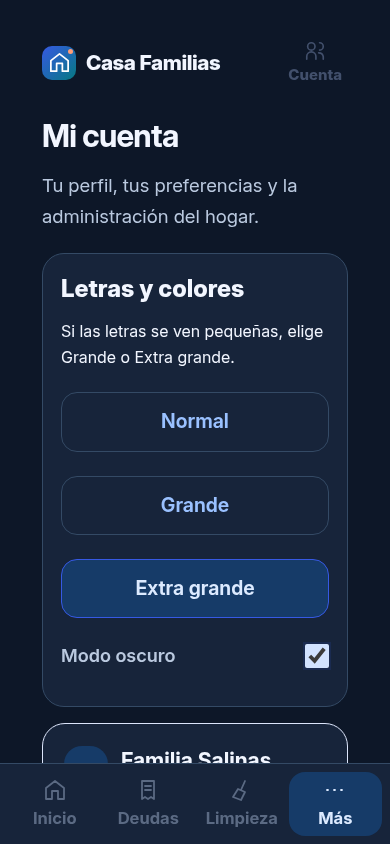 Casa Familias
Cuenta
Mi cuenta
Tu perfil, tus preferencias y la
administración del hogar.
Letras y colores
Si las letras se ven pequeñas, elige
Grande o Extra grande.
Normal
Grande
Extra grande
Modo oscuro
Familia Salinas
Inicio
Deudas
Limpieza
Más